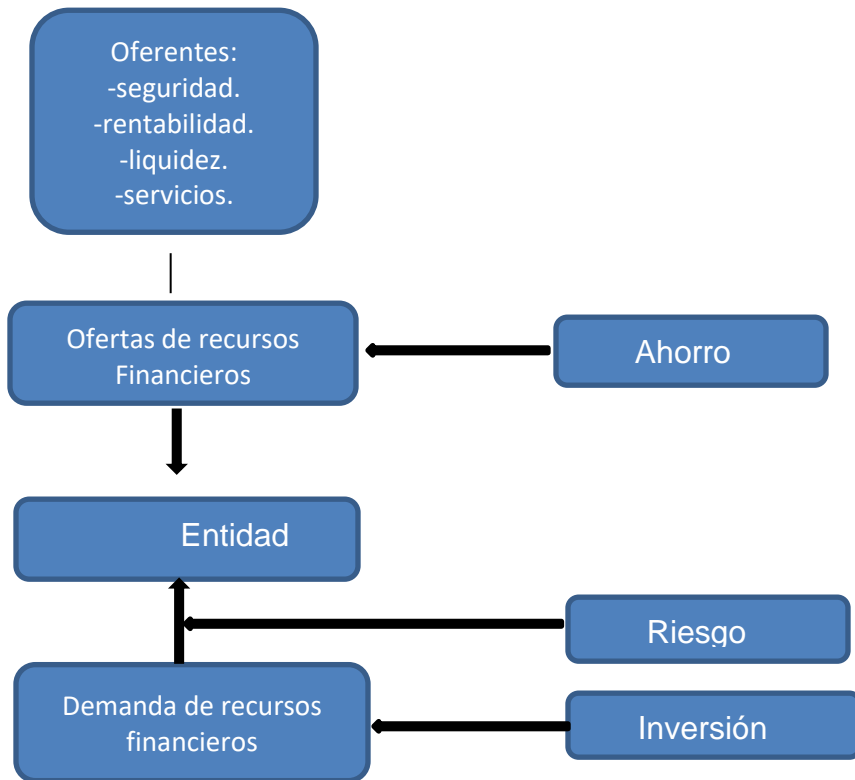 Oferentes:
-seguridad.
-rentabilidad.
-liquidez.
-servicios.
Ofertas de recursos
Financieros
Ahorro
Entidad
Riesgo
Demanda de recursos
financieros
Inversión